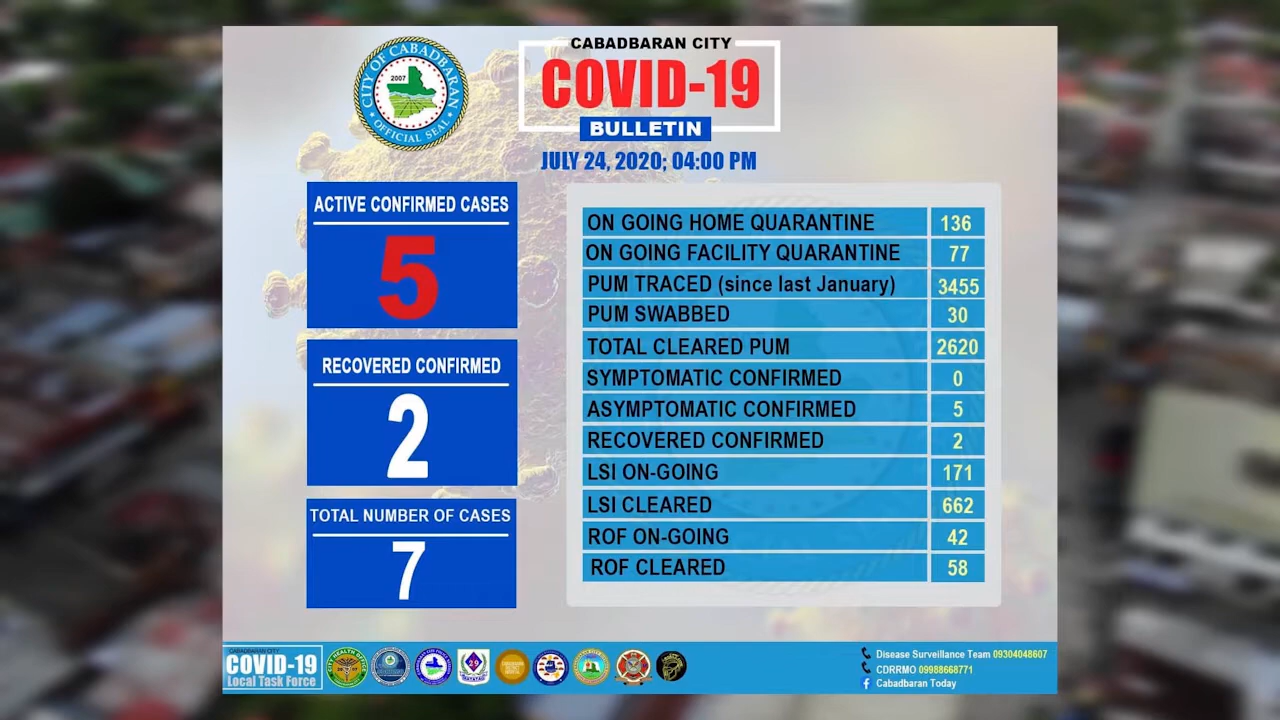 CITY OF CABADBARAN
2007
OFFICIAL SEAL
CABADBARAN CITY
COVID-19
BULLETIN
JULY 24, 2020; 04:00 PM
ACTIVE CONFIRMED CASES
5
RECOVERED CONFIRMED
2
TOTAL NUMBER OF CASES
7
ON GOING HOME QUARANTINE 136
ON GOING FACILITY QUARANTINE 77
PUM TRACED (since last January) 3455
PUM SWABBED 30
TOTAL CLEARED PUM 2620
SYMPTOMATIC CONFIRMED 0
ASYMPTOMATIC CONFIRMED 5
RECOVERED CONFIRMED 2
LSI ON-GOING 171
LSI CLEARED 662
ROF ON-GOING 42
ROF CLEARED 58
CABADBARAN CITY
COVID-19
Local Task Force
Disease Surveillance Team 09304048607
CDRRMO 09988668771
Cabadbaran Today